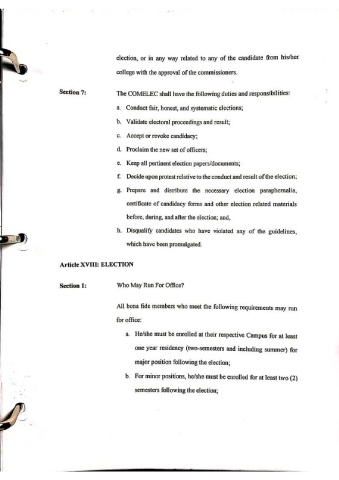 election, or in any way related to any of the candidate from his/her
college with the approval of the commissioners.
Section 7: The COMELEC shall have the following duties and responsibilities:
a. Conduct fair, honest, and systematic elections;
b. Validate electoral proceedings and result;
c. Accept or revoke candidacy;
d. Proclaim the new set of officers;
e. Keep all pertinent election papers/documents;
f. Decide upon protest relative to the conduct and result of the election;
g. Prepare and distribute the necessary election paraphernalia,
certificate of candidacy forms and other election related materials
before, during, and after the election; and,
h. Disqualify candidates who have violated any of the guidelines,
which have been promulgated.
Article XVIII: ELECTION
Section 1: Who May Run For Office?
All bona fide members who meet the following requirements may run
for office:
a. He/she must be enrolled at their respective Campus for at least
one year residency (two-semesters and including summer) for
major position following the election;
b. For minor positions, he/she must be enrolled for at least two (2)
semesters following the election;